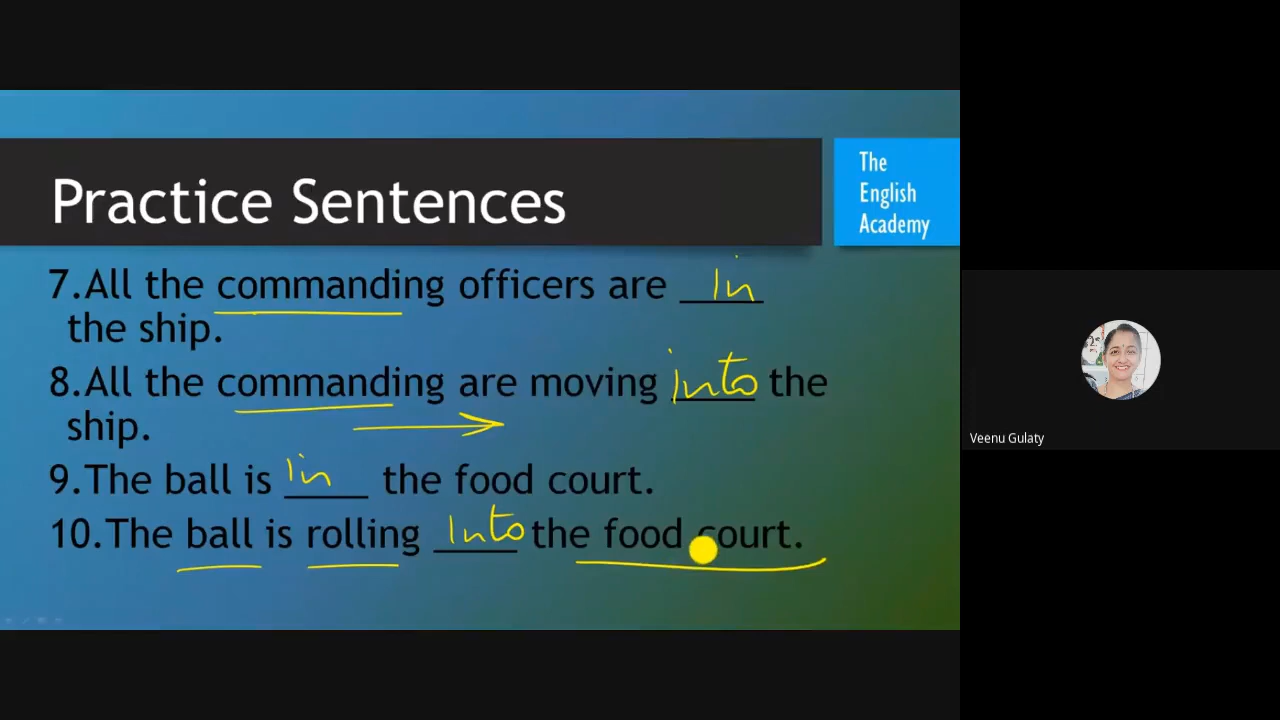 Practice Sentences
The
English
Academy
7.All the commanding officers are in
the ship.
8.All the commanding are moving into the
ship.
9.The ball is in the food court.
10.The ball is rolling into the food court.
Veenu Gulaty